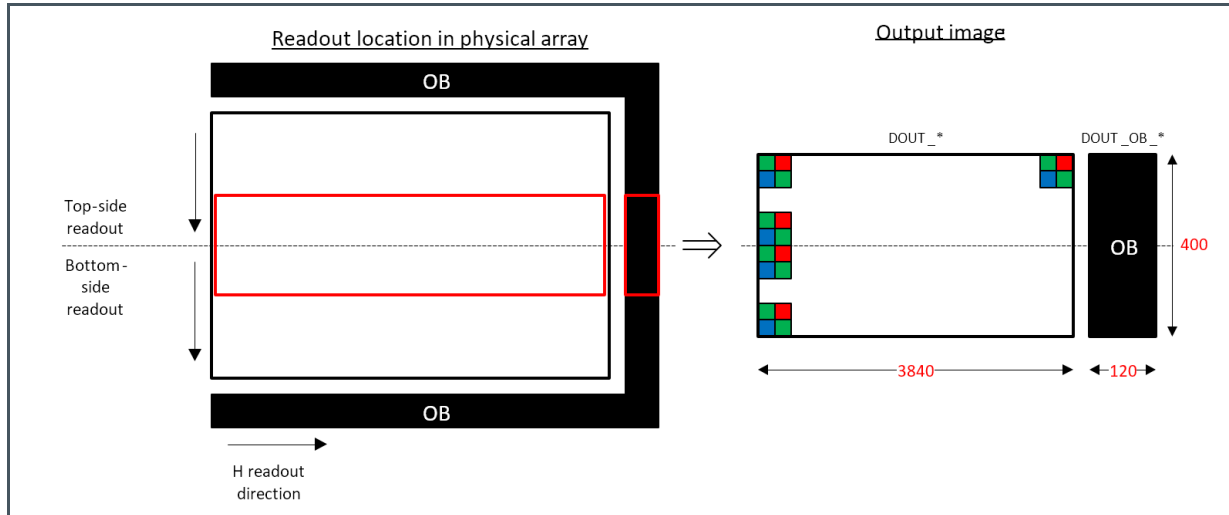 Readout location in physical array
Output image
OB
DOUT_*
DOUT_OB_*
Top-side
readout
Bottom-
side
readout
OB
400
OB
3840
120
H readout
direction